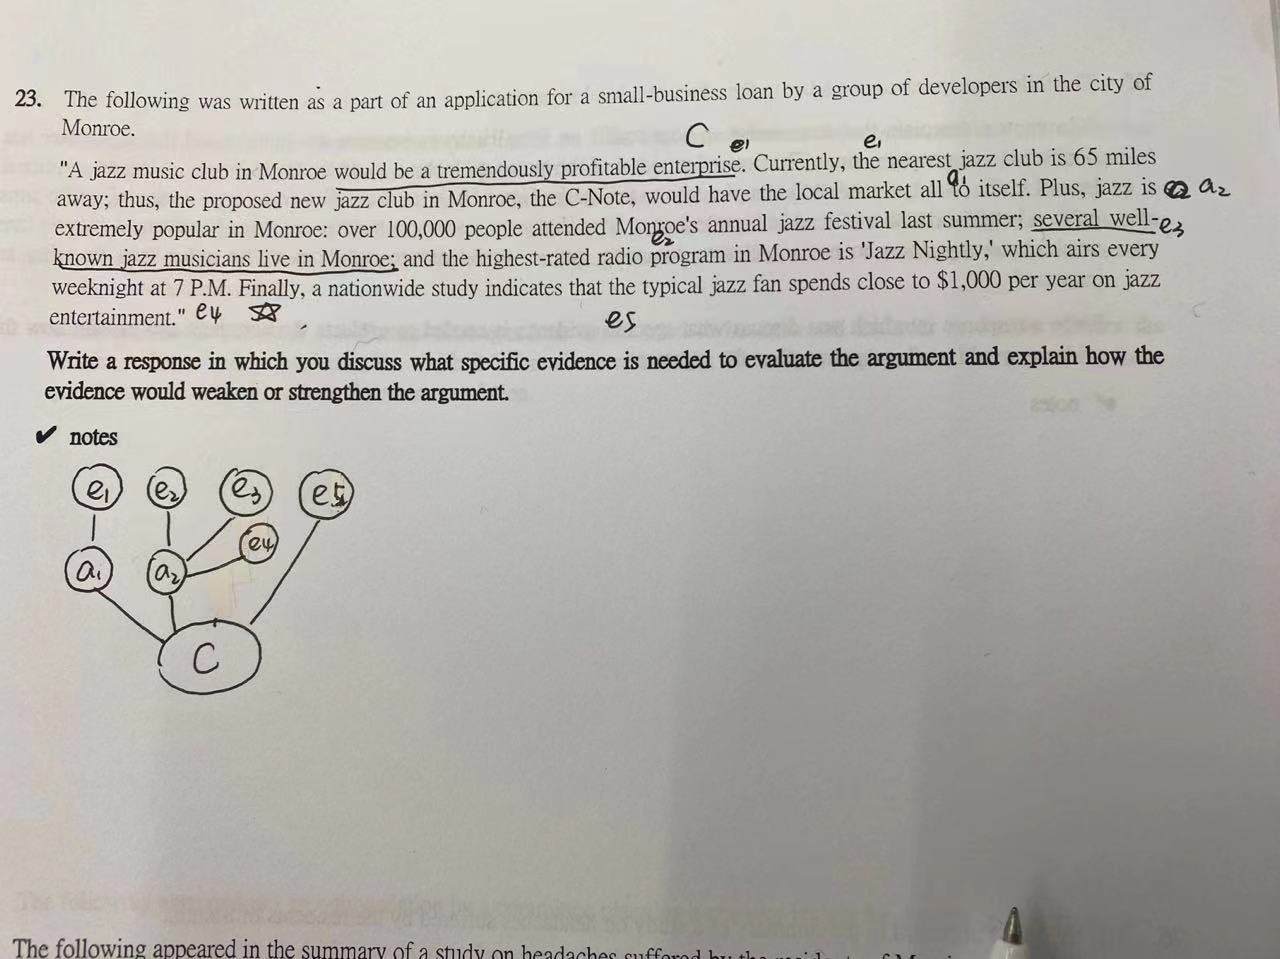 23. The following was written as a part of an application for a small-business loan by a group of developers in the city of
Monroe.
C e1 e1
"A jazz music club in Monroe would be a tremendously profitable enterprise. Currently, the nearest jazz club is 65 miles
a1
away; thus, the proposed new jazz club in Monroe, the C-Note, would have the local market all to itself. Plus, jazz is a2
extremely popular in Monroe: over 100,000 people attended Monroe's annual jazz festival last summer; several well- e3
e2
known jazz musicians live in Monroe; and the highest-rated radio program in Monroe is 'Jazz Nightly,' which airs every
weeknight at 7 P.M. Finally, a nationwide study indicates that the typical jazz fan spends close to $1,000 per year on jazz
entertainment." e4 ☆ e5
Write a response in which you discuss what specific evidence is needed to evaluate the argument and explain how the
evidence would weaken or strengthen the argument.
✔ notes
e1 e2 e3 e5
e4
a1 a2
C
The following appeared in the summary of a study on headaches suffered by the residents of